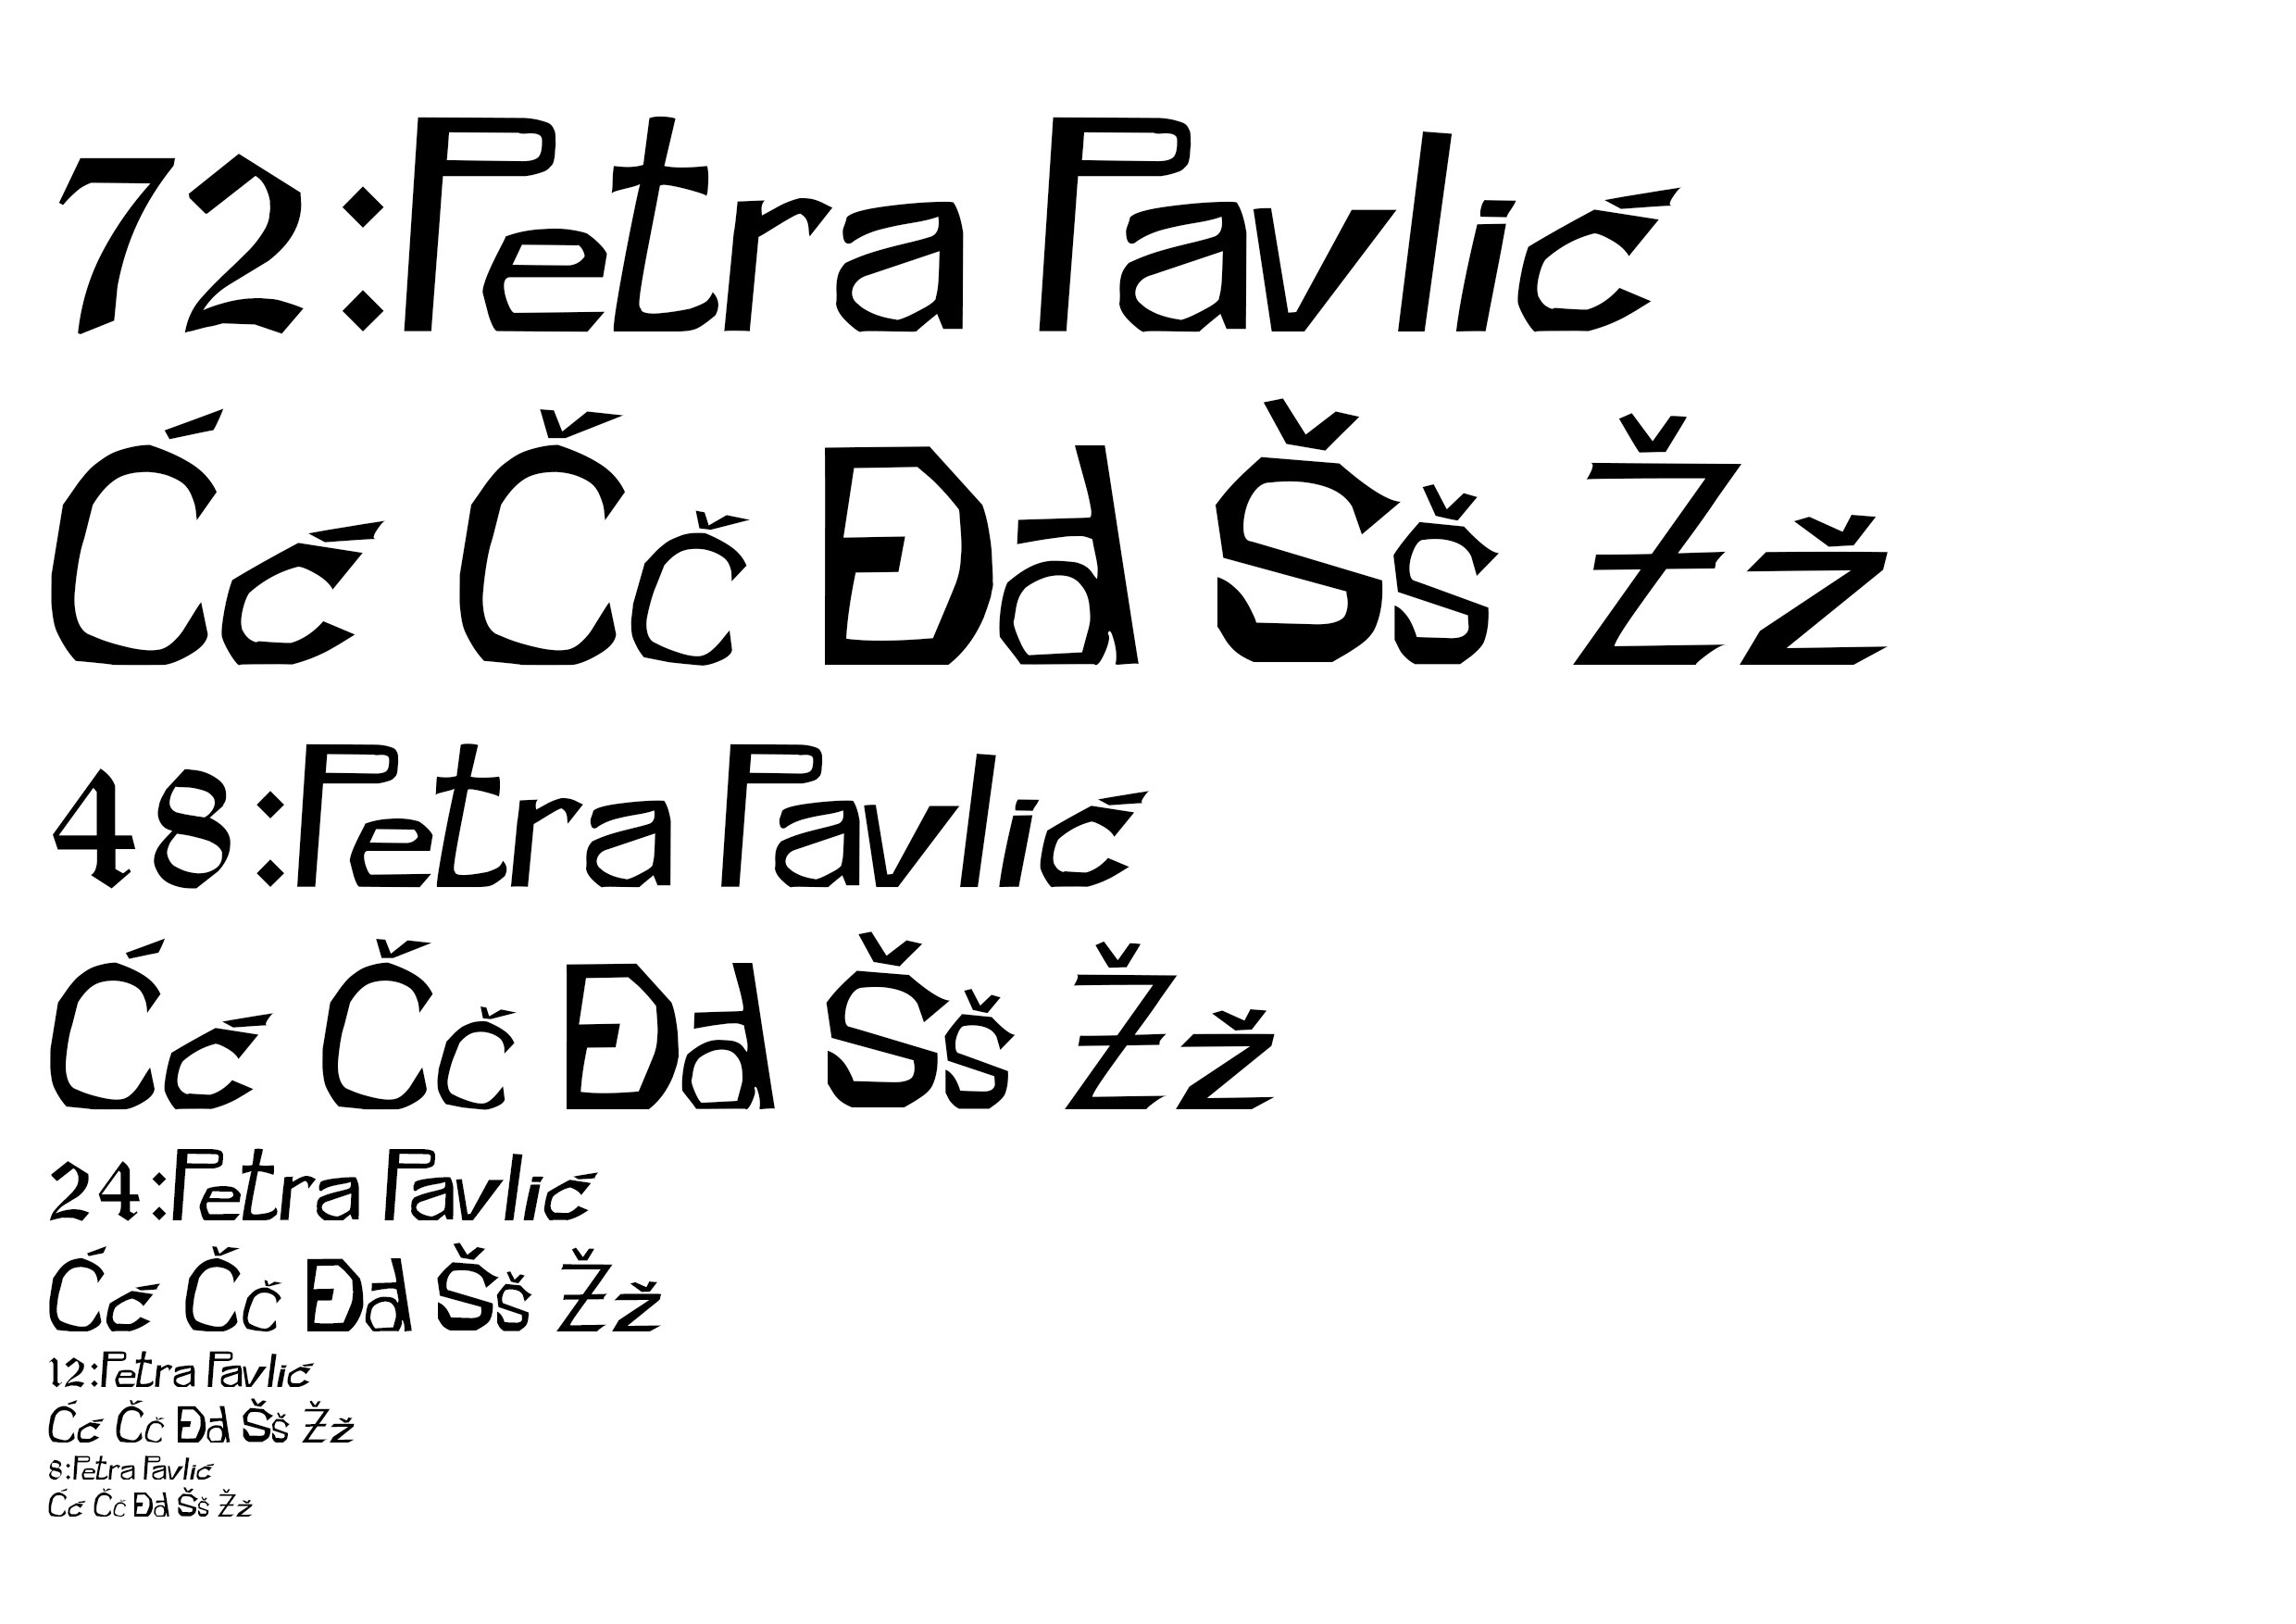 72:Petra Pavlić
Ćć Čč Đđ Šš Žž
48:Petra Pavlić
Ćć Čč Đđ Šš Žž
24:Petra Pavlić
Ćć Čč Đđ Šš Žž
12:Petra Pavlić
Ćć Čč Đđ Šš Žž
8:Petra Pavlić
Ćć Čč Đđ Šš Žž